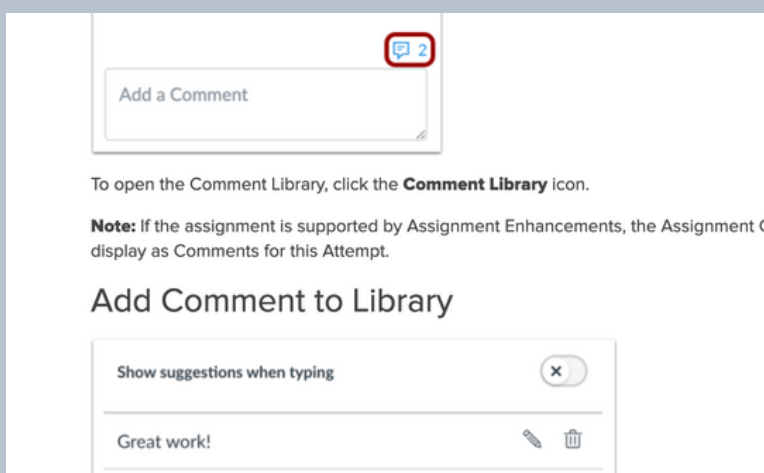 2
Add a Comment
To open the Comment Library, click the Comment Library icon.
Note: If the assignment is supported by Assignment Enhancements, the Assignment
display as Comments for this Attempt.
Add Comment to Library
Show suggestions when typing
Great work!